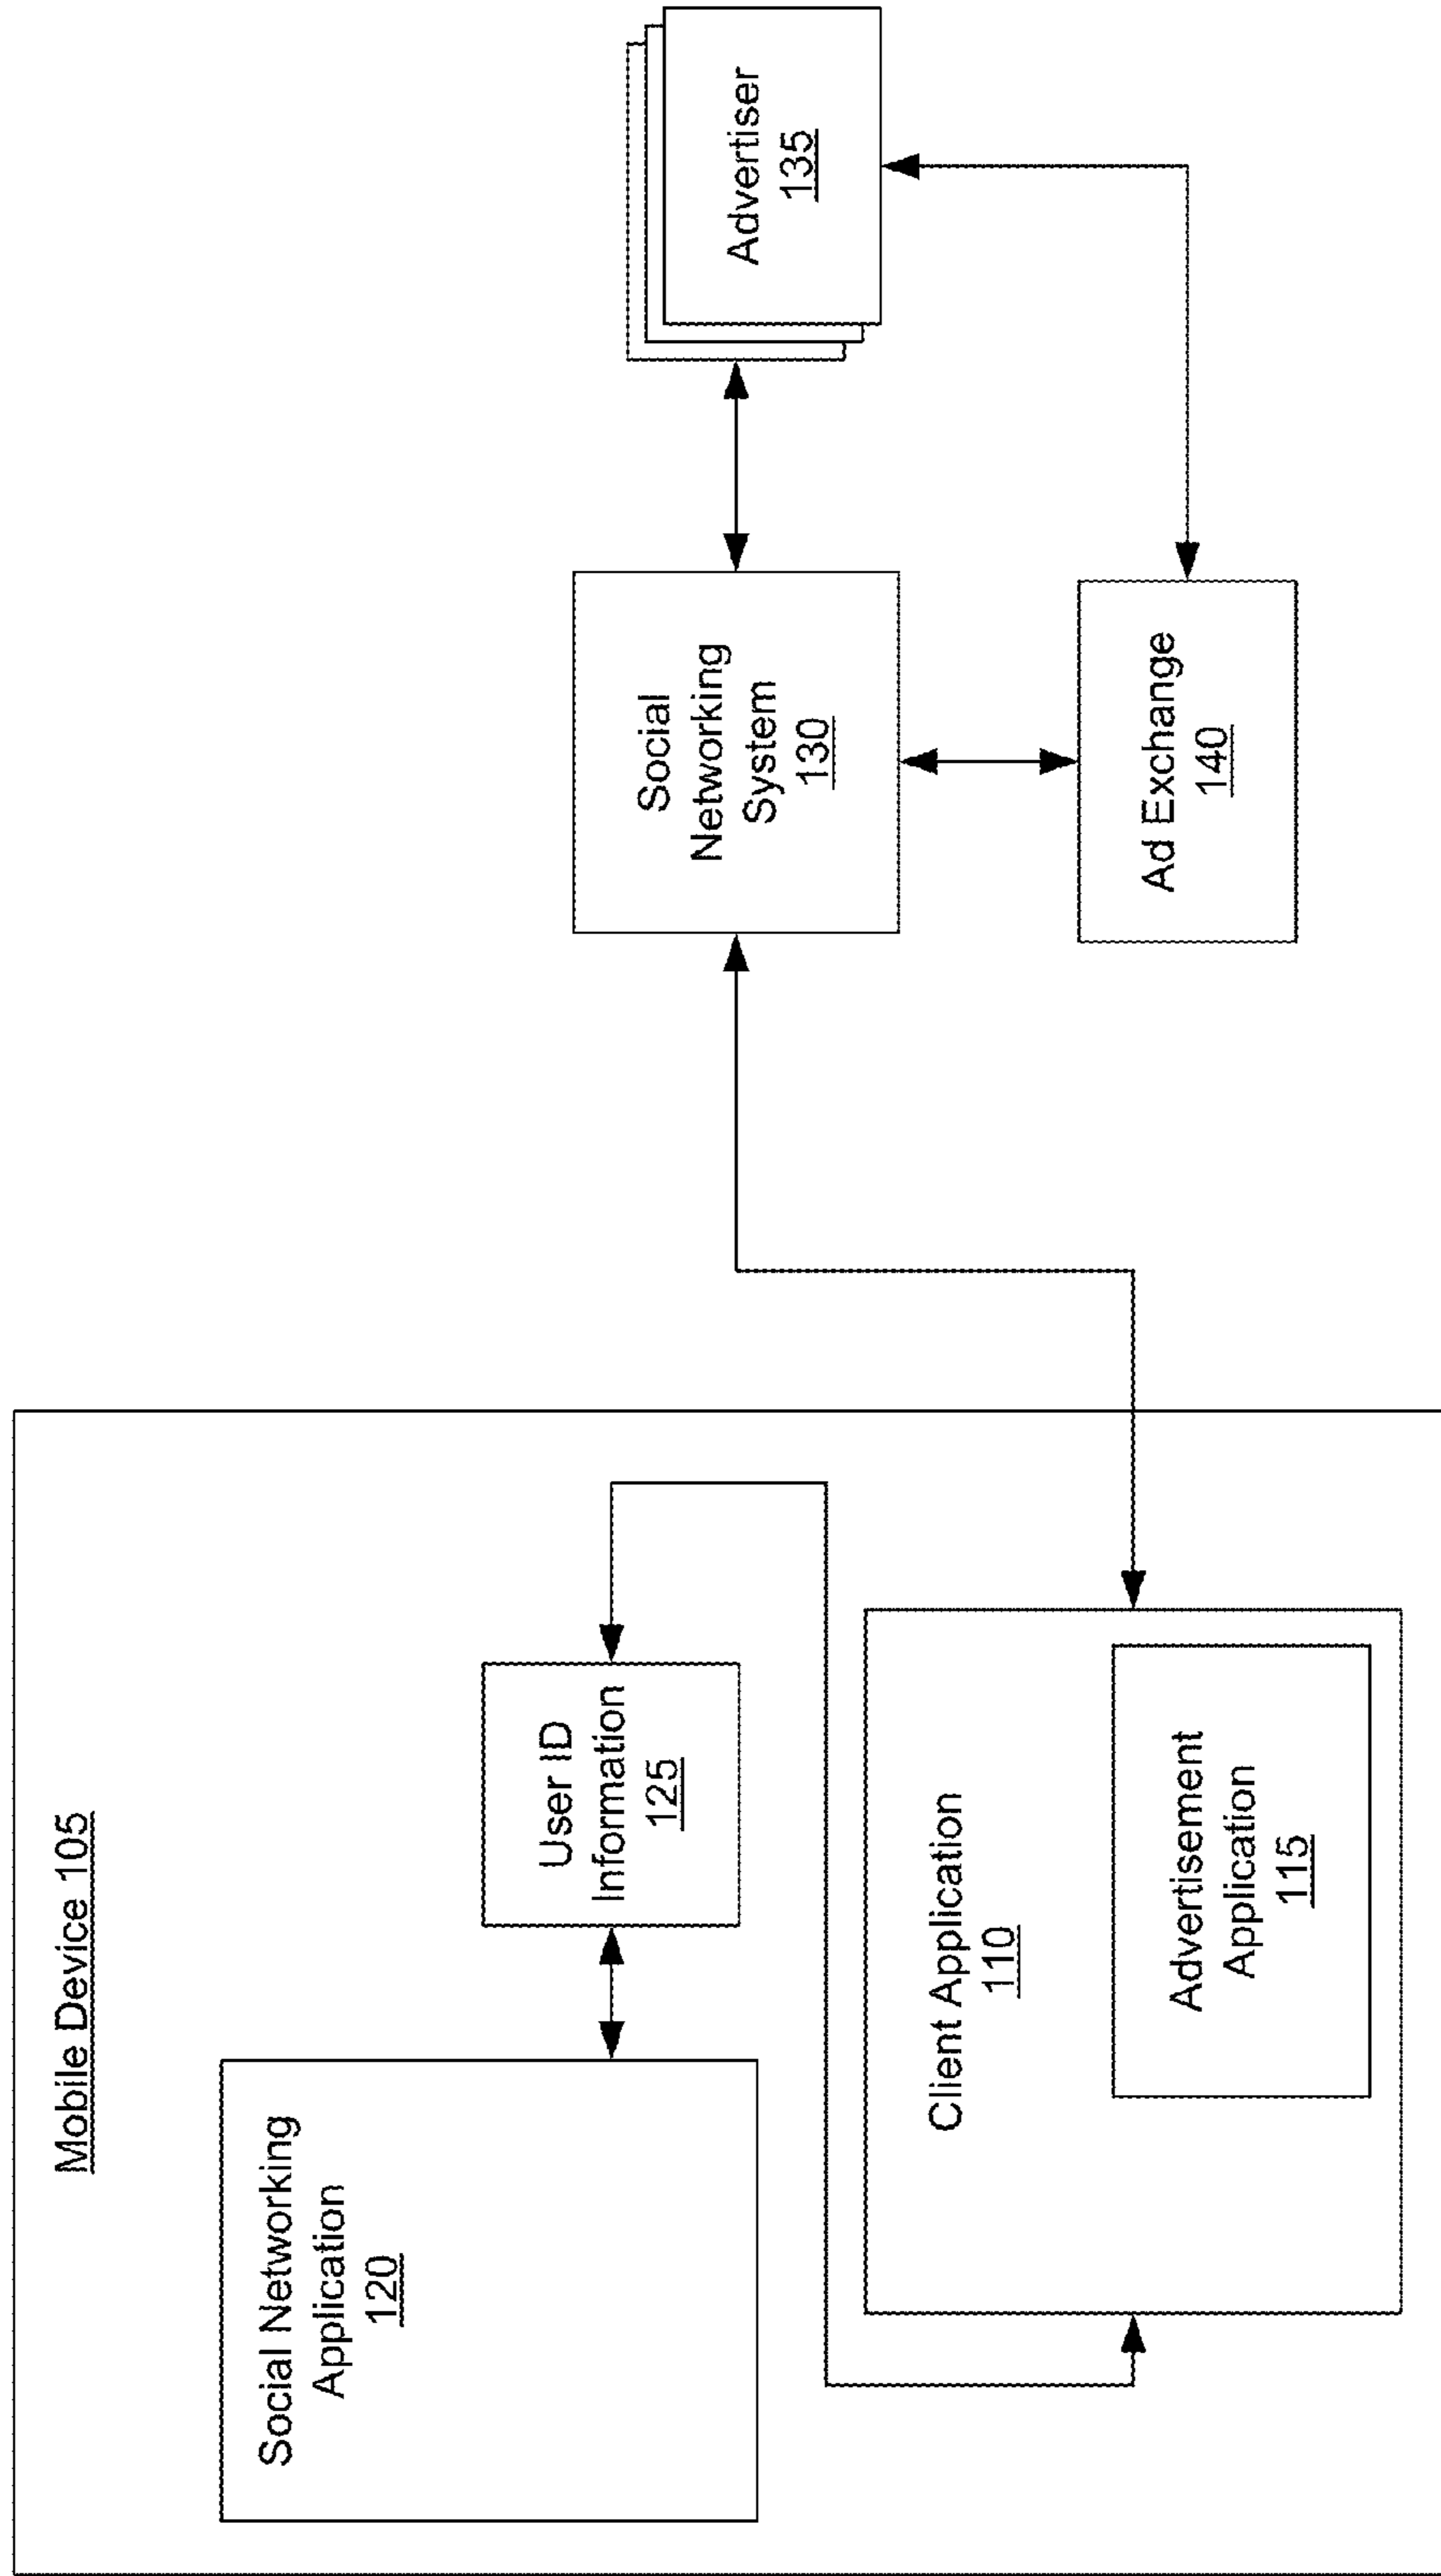 Mobile Device 105
Social Networking
Application
120
User ID
Information
125
Client Application
110
Advertisement
Application
115
Social
Networking
System
130
Advertiser
135
Ad Exchange
140